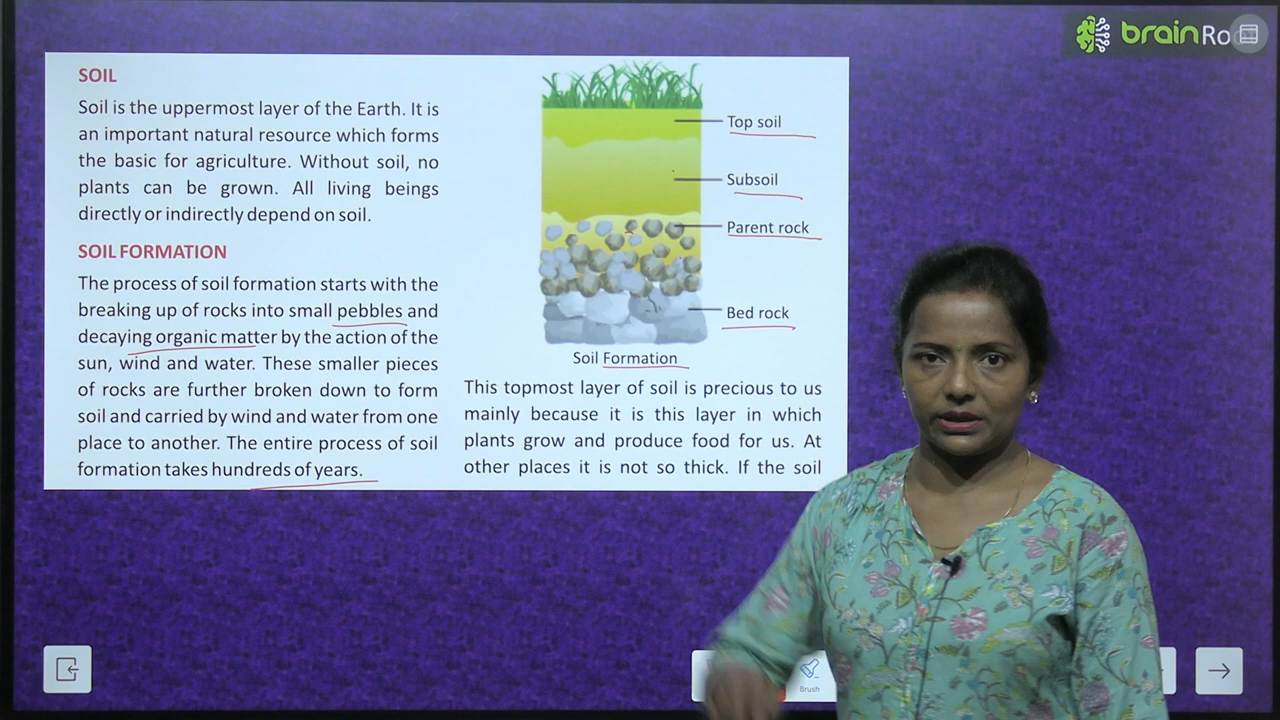 brainRo
SOIL
Soil is the uppermost layer of the Earth. It is
an important natural resource which forms
the basic for agriculture. Without soil, no
plants can be grown. All living beings
directly or indirectly depend on soil.
SOIL FORMATION
The process of soil formation starts with the
breaking up of rocks into small pebbles and
decaying organic matter by the action of the
sun, wind and water. These smaller pieces
of rocks are further broken down to form
soil and carried by wind and water from one
place to another. The entire process of soil
formation takes hundreds of years.
Top soil
Subsoil
Parent rock
Bed rock
Soil Formation
This topmost layer of soil is precious to us
mainly because it is this layer in which
plants grow and produce food for us. At
other places it is not so thick. If the soil
Brush